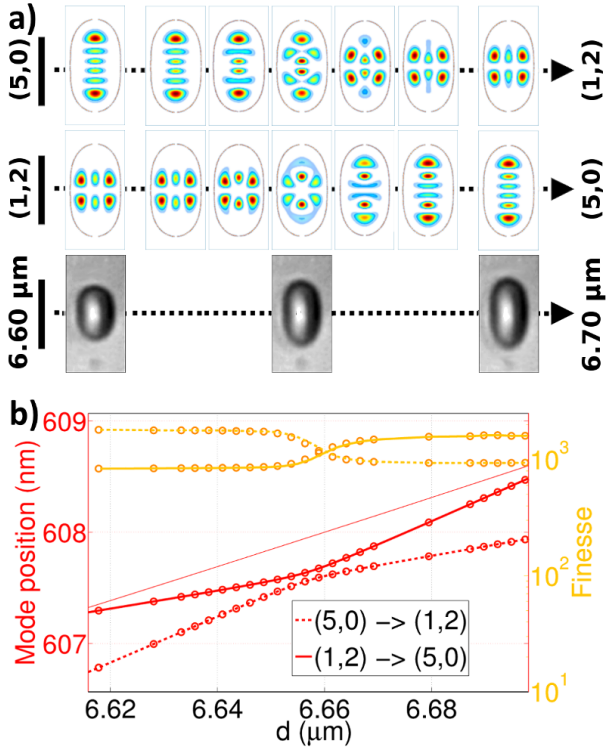 a)
(5,0)
(1,2)
(1,2)
(5,0)
6.60 µm
6.70 µm
b)
609
608
607
Mode position (nm)
10³
10²
10¹
Finesse
(5,0) −> (1,2)
(1,2) −> (5,0)
6.62 6.64 6.66 6.68
d (µm)